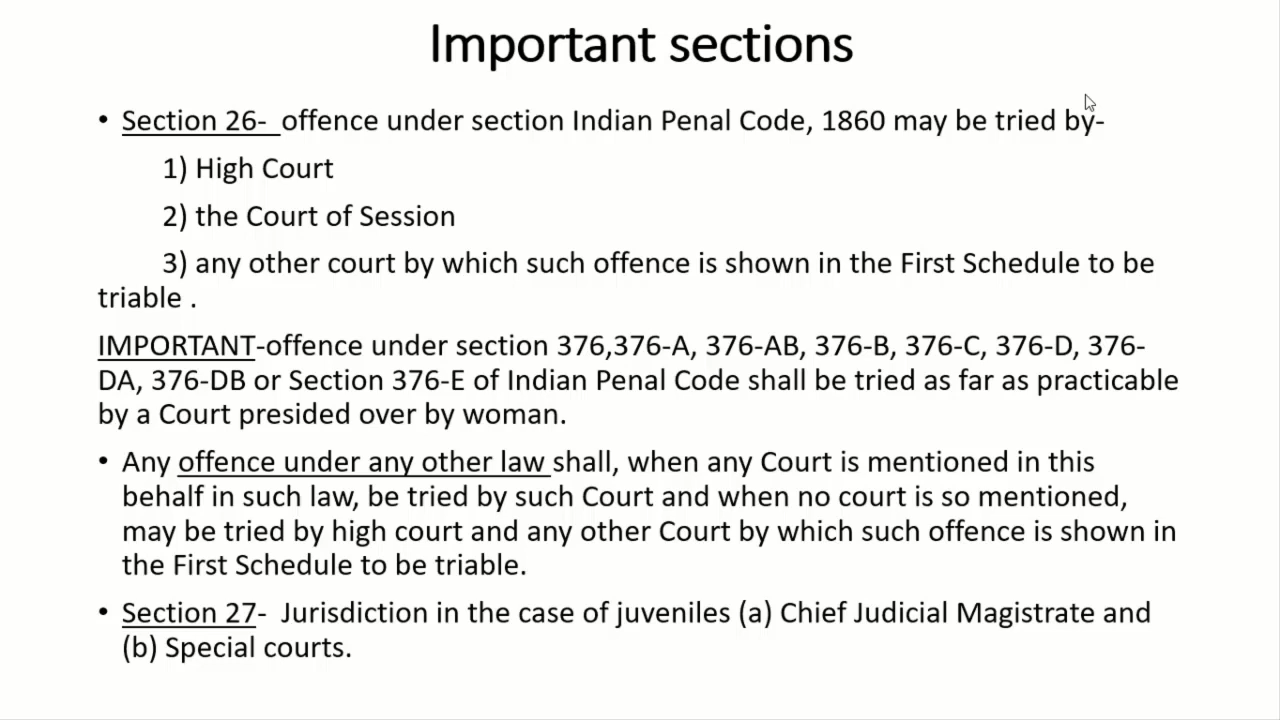 Important sections
• Section 26- offence under section Indian Penal Code, 1860 may be tried by-
1) High Court
2) the Court of Session
3) any other court by which such offence is shown in the First Schedule to be
triable .
IMPORTANT-offence under section 376,376-A, 376-AB, 376-B, 376-C, 376-D, 376-
DA, 376-DB or Section 376-E of Indian Penal Code shall be tried as far as practicable
by a Court presided over by woman.
• Any offence under any other law shall, when any Court is mentioned in this
behalf in such law, be tried by such Court and when no court is so mentioned,
may be tried by high court and any other Court by which such offence is shown in
the First Schedule to be triable.
• Section 27- Jurisdiction in the case of juveniles (a) Chief Judicial Magistrate and
(b) Special courts.